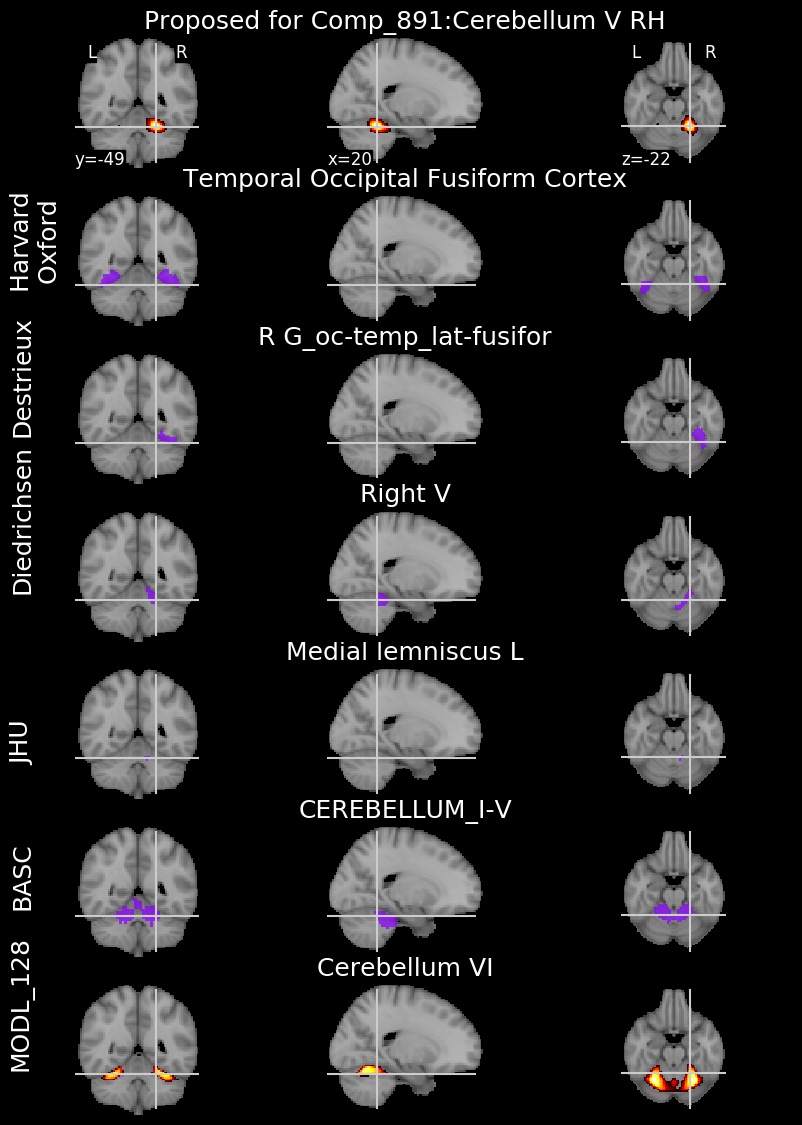 Proposed for Comp_891:Cerebellum V RH
L R L R
y=-49 x=20 z=-22
Temporal Occipital Fusiform Cortex
Harvard
Oxford
R G_oc-temp_lat-fusifor
Destrieux
Right V
Diedrichsen
Medial lemniscus L
JHU
CEREBELLUM_I-V
BASC
Cerebellum VI
MODL_128